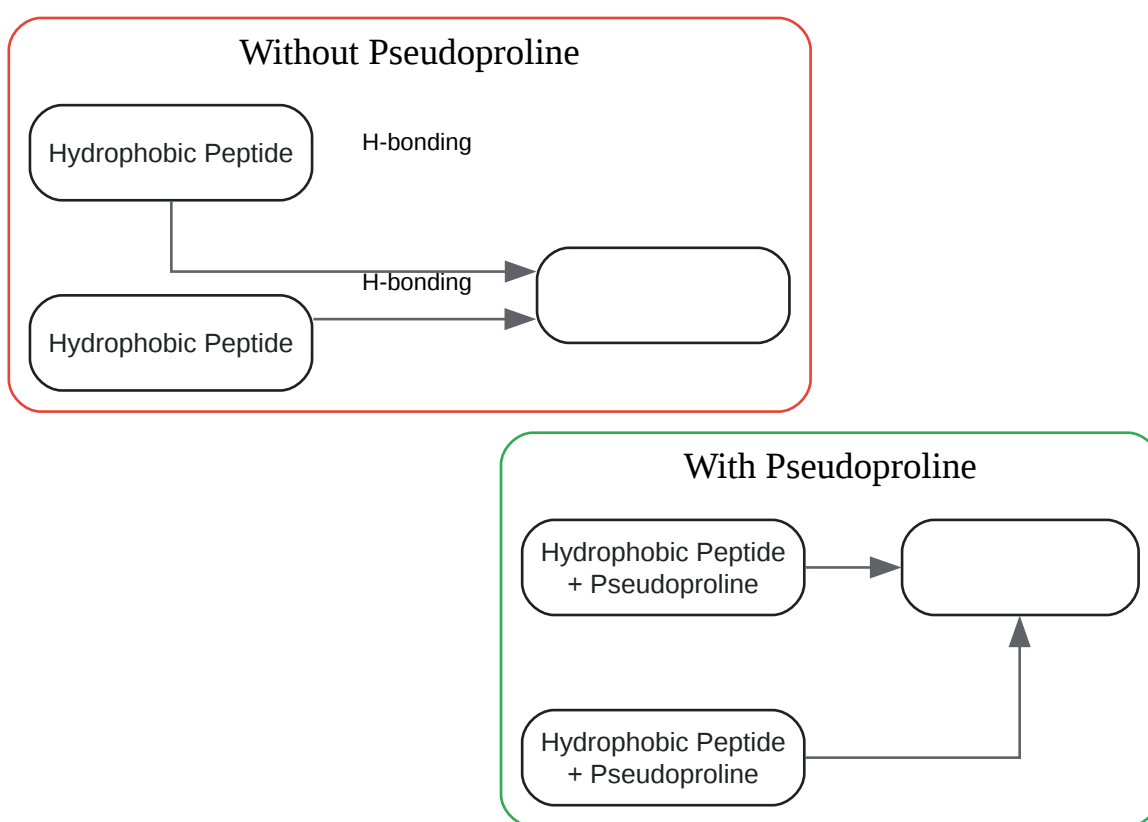 Without Pseudoproline
Hydrophobic Peptide
H-bonding
H-bonding
Hydrophobic Peptide
With Pseudoproline
Hydrophobic Peptide
+ Pseudoproline
Hydrophobic Peptide
+ Pseudoproline